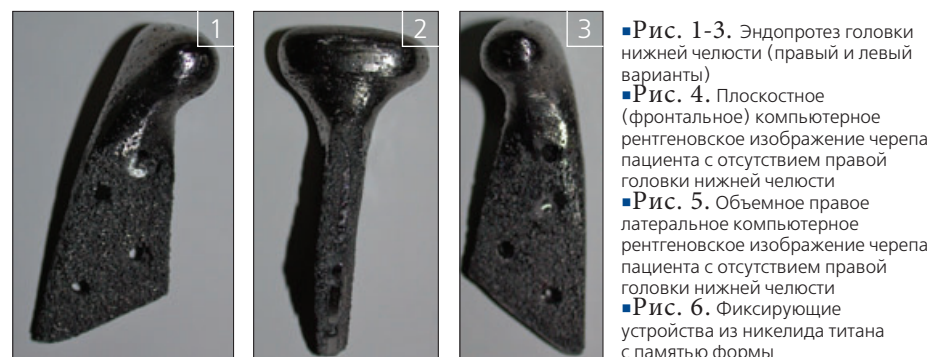 1
2
3
▪Рис. 1-3. Эндопротез головки
нижней челюсти (правый и левый
варианты)
▪Рис. 4. Плоскостное
(фронтальное) компьютерное
рентгеновское изображение черепа
пациента с отсутствием правой
головки нижней челюсти
▪Рис. 5. Объемное правое
латеральное компьютерное
рентгеновское изображение черепа
пациента с отсутствием правой
головки нижней челюсти
▪Рис. 6. Фиксирующие
устройства из никелида титана
с памятью формы